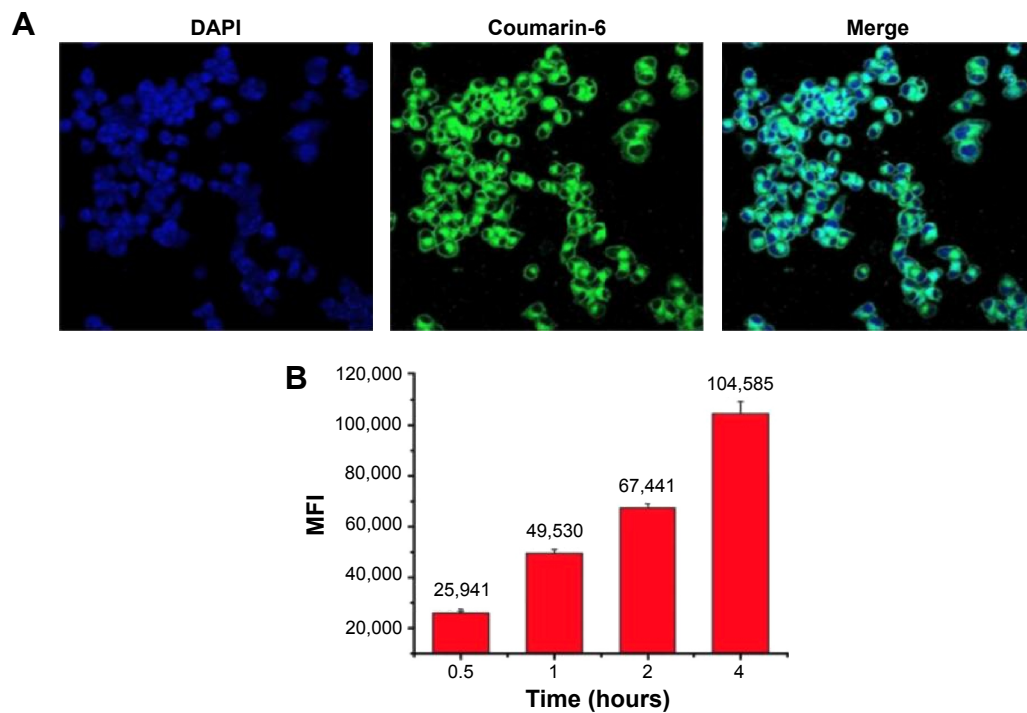 A
DAPI
Coumarin-6
Merge
B
MFI
120,000
100,000
80,000
60,000
40,000
20,000
25,941
49,530
67,441
104,585
0.5
1
2
4
Time (hours)